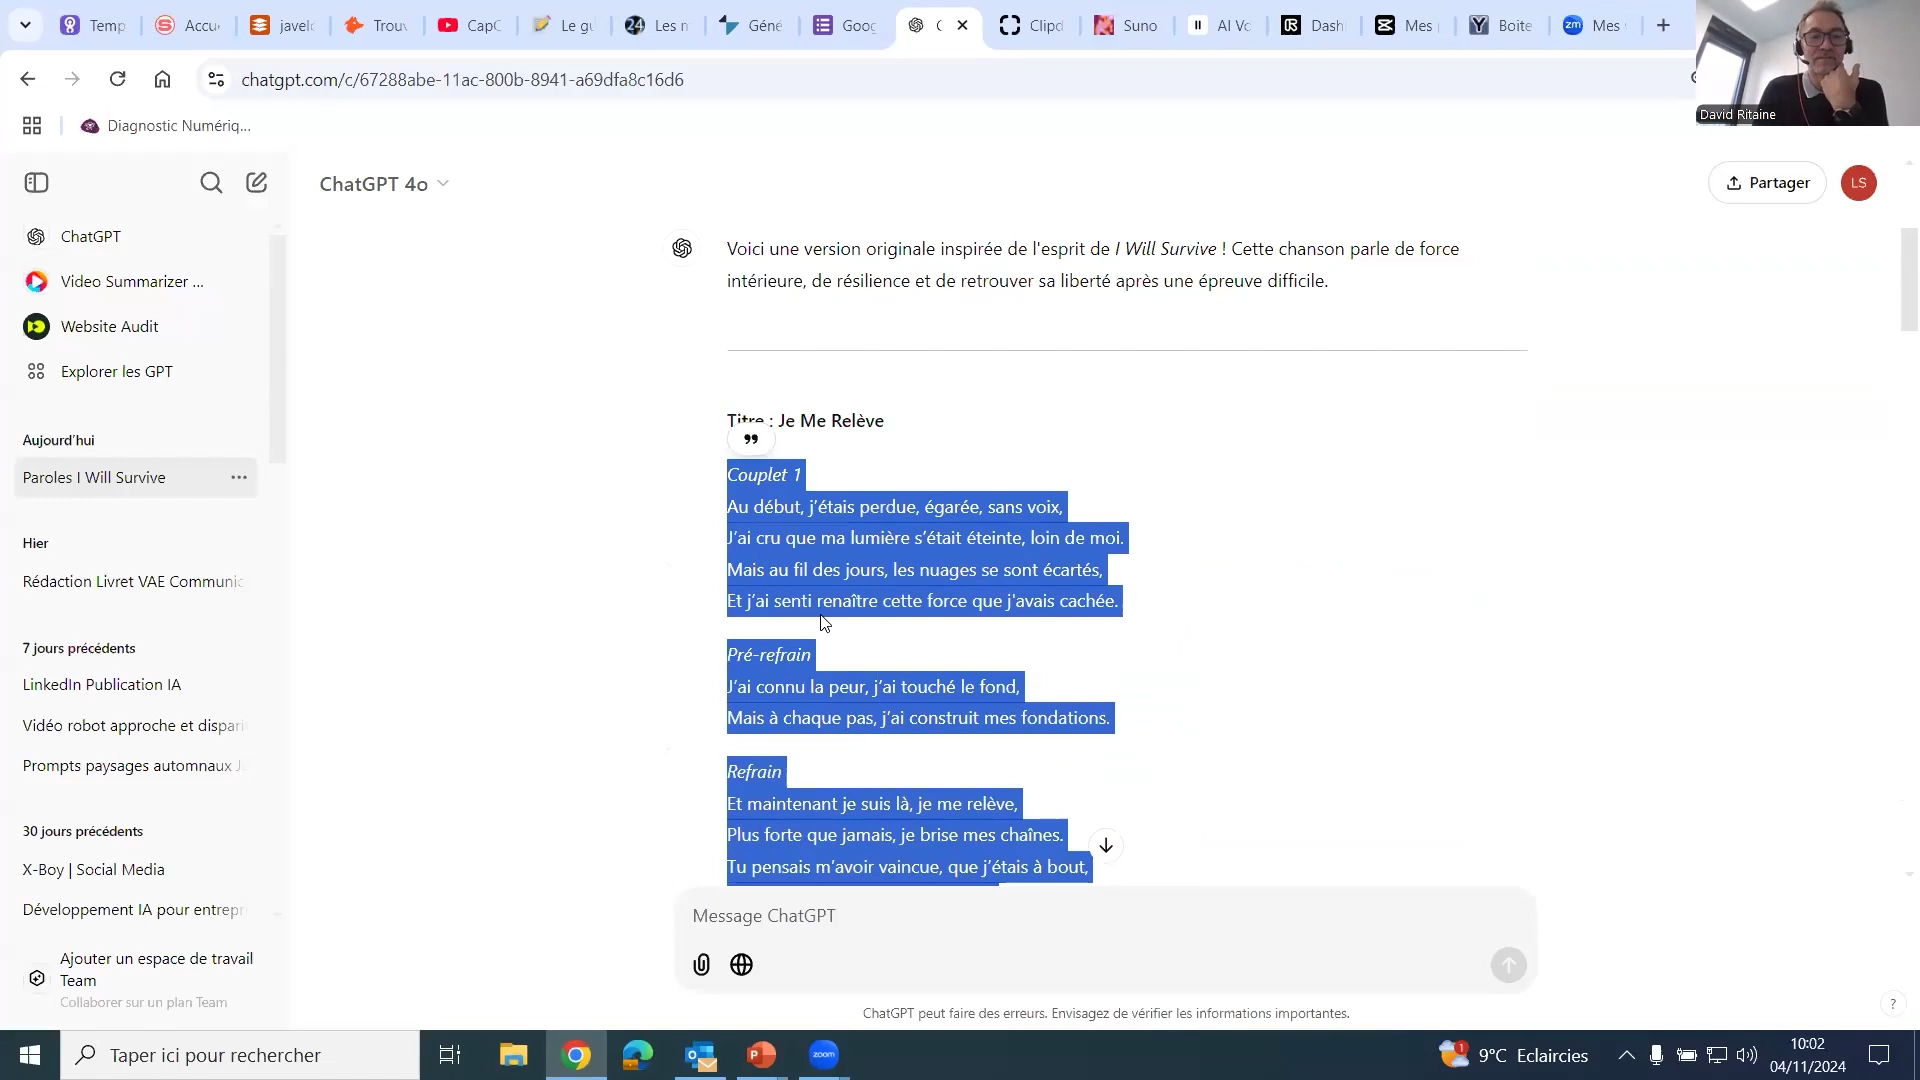 Temp
Accu
javel
Trouv
CapC
Le gu
24
Les n
Géné
Goog
Clipd
Suno
AI Vo
Dash
Mes
Boite
zm
Mes
chatgpt.com/c/67288abe-11ac-800b-8941-a69dfa8c16d6
Diagnostic Numériq...
David Ritaine
ChatGPT 4o
Partager
LS
ChatGPT
Video Summarizer ...
Website Audit
Explorer les GPT
Aujourd'hui
Paroles I Will Survive
Hier
Rédaction Livret VAE Communic
7 jours précédents
LinkedIn Publication IA
Vidéo robot approche et dispari
Prompts paysages automnaux J
30 jours précédents
X-Boy | Social Media
Développement IA pour entrepr
Ajouter un espace de travail
Team
Collaborer sur un plan Team
Voici une version originale inspirée de l'esprit de I Will Survive ! Cette chanson parle de force
intérieure, de résilience et de retrouver sa liberté après une épreuve difficile.
Titre : Je Me Relève
Couplet 1
Au début, j’étais perdue, égarée, sans voix,
J’ai cru que ma lumière s’était éteinte, loin de moi.
Mais au fil des jours, les nuages se sont écartés,
Et j’ai senti renaître cette force que j'avais cachée.
Pré-refrain
J’ai connu la peur, j’ai touché le fond,
Mais à chaque pas, j’ai construit mes fondations.
Refrain
Et maintenant je suis là, je me relève,
Plus forte que jamais, je brise mes chaînes.
Tu pensais m’avoir vaincue, que j’étais à bout,
Message ChatGPT
ChatGPT peut faire des erreurs. Envisagez de vérifier les informations importantes.
?
Taper ici pour rechercher
zoom
1
9°C Eclaircies
10:02
04/11/2024